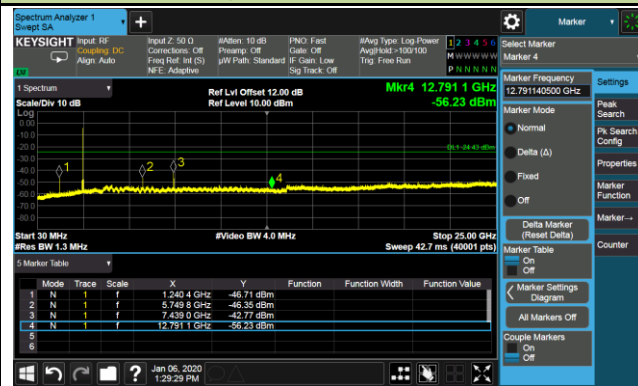 Spectrum Analyzer 1
Swept SA
+
Marker
KEYSIGHT
Input: RF
Coupling: DC
Align: Auto
Input Z: 50 Ω
Corrections: Off
Freq Ref: Int (S)
NFE: Adaptive
#Atten: 10 dB
Preamp: Off
µW Path: Standard
PNO: Fast
Gate: Off
IF Gain: Low
Sig Track: Off
#Avg Type: Log-Power
Avg|Hold:>100/100
Trig: Free Run
1 2 3 4 5 6
M W W W W W
P N N N N N
Select Marker
Marker 4
1 Spectrum
Scale/Div 10 dB
Ref Lvl Offset 12.00 dB
Ref Level 10.00 dBm
Mkr4 12.791 1 GHz
-56.23 dBm
Log
0.00
-10.0
-20.0
-30.0
-40.0
-50.0
-60.0
-70.0
-80.0
DL1 -24.43 dBm
1
2
3
4
Start 30 MHz
#Res BW 1.3 MHz
#Video BW 4.0 MHz
Stop 25.00 GHz
Sweep 42.7 ms (40001 pts)
5 Marker Table
Mode Trace Scale X Y Function Function Width Function Value
1 N 1 f 1.240 4 GHz -46.71 dBm
2 N 1 f 5.749 8 GHz -46.35 dBm
3 N 1 f 7.439 0 GHz -42.77 dBm
4 N 1 f 12.791 1 GHz -56.23 dBm
5
6
Marker Frequency
12.791140500 GHz
Marker Mode
Normal
Delta (Δ)
Fixed
Off
Delta Marker
(Reset Delta)
Marker Table
On
Off
Marker Settings
Diagram
All Markers Off
Couple Markers
On
Off
Settings
Peak
Search
Pk Search
Config
Properties
Marker
Function
Marker→
Counter
?
Jan 06, 2020
1:29:29 PM